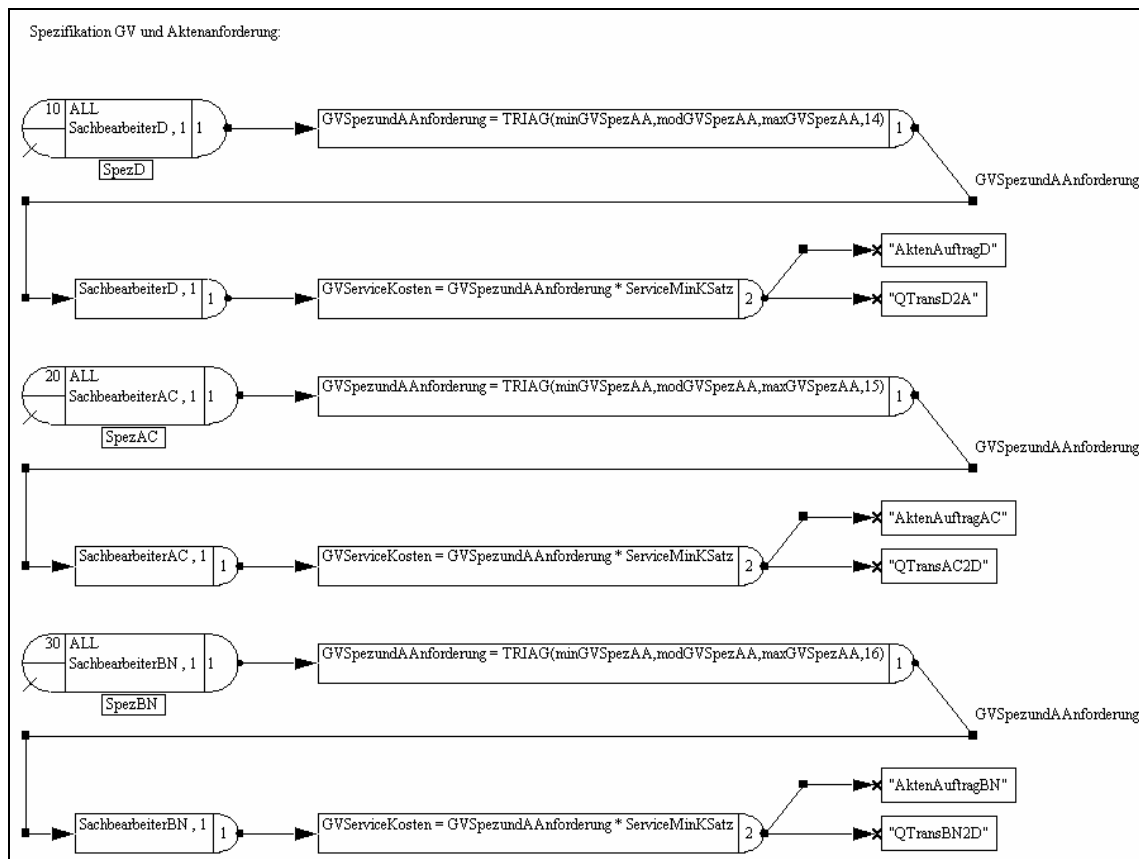 Spezifikation GV und Aktenanforderung:
10 ALL
SachbearbeiterD , 1 1
SpezD
GVSpezundAAnforderung = TRIAG(minGVSpezAA,modGVSpezAA,maxGVSpezAA,14) 1
GVSpezundAAnforderung
SachbearbeiterD , 1 1
GVServiceKosten = GVSpezundAAnforderung * ServiceMinKSatz 2
"AktenAuftragD"
"QTransD2A"
20 ALL
SachbearbeiterAC , 1 1
SpezAC
GVSpezundAAnforderung = TRIAG(minGVSpezAA,modGVSpezAA,maxGVSpezAA,15) 1
GVSpezundAAnforderung
SachbearbeiterAC , 1 1
GVServiceKosten = GVSpezundAAnforderung * ServiceMinKSatz 2
"AktenAuftragAC"
"QTransAC2D"
30 ALL
SachbearbeiterBN , 1 1
SpezBN
GVSpezundAAnforderung = TRIAG(minGVSpezAA,modGVSpezAA,maxGVSpezAA,16) 1
GVSpezundAAnforderung
SachbearbeiterBN , 1 1
GVServiceKosten = GVSpezundAAnforderung * ServiceMinKSatz 2
"AktenAuftragBN"
"QTransBN2D"